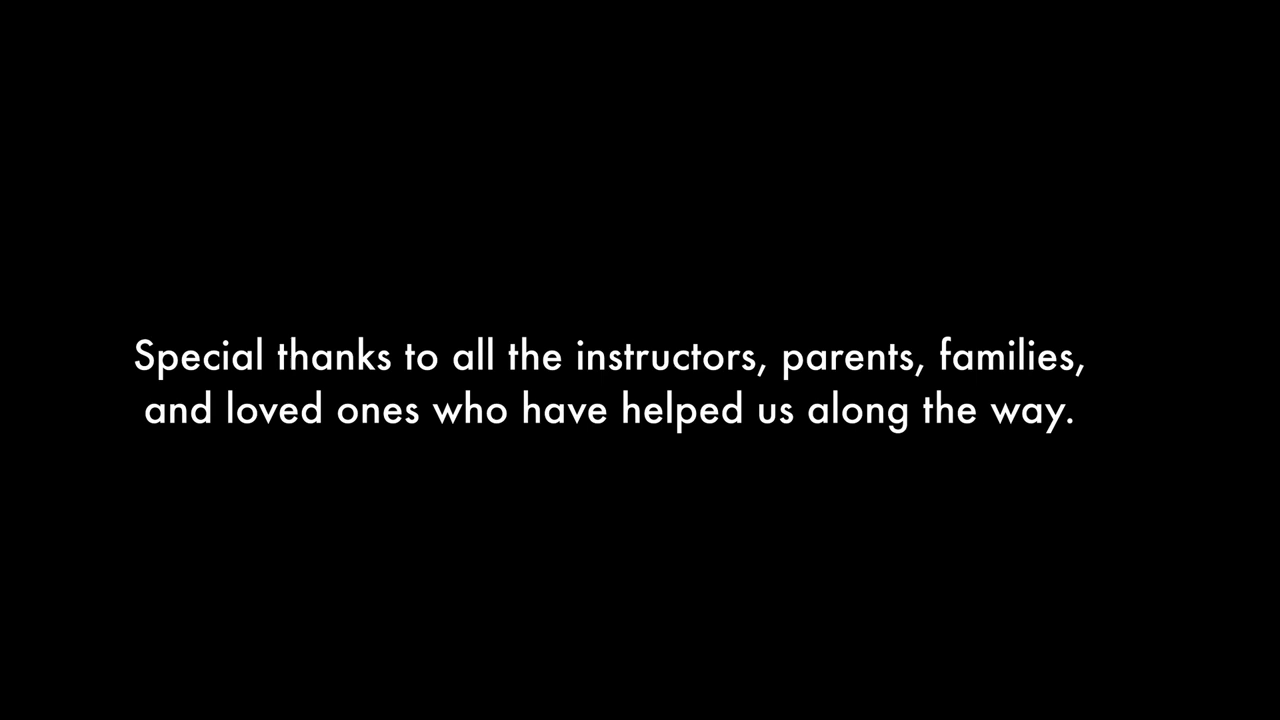 Special thanks to all the instructors, parents, families,
and loved ones who have helped us along the way.